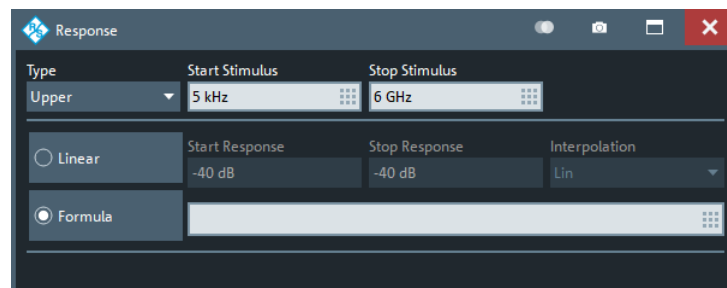 Response
Type Start Stimulus Stop Stimulus
Upper 5 kHz 6 GHz
Linear Start Response Stop Response Interpolation
-40 dB -40 dB Lin
Formula